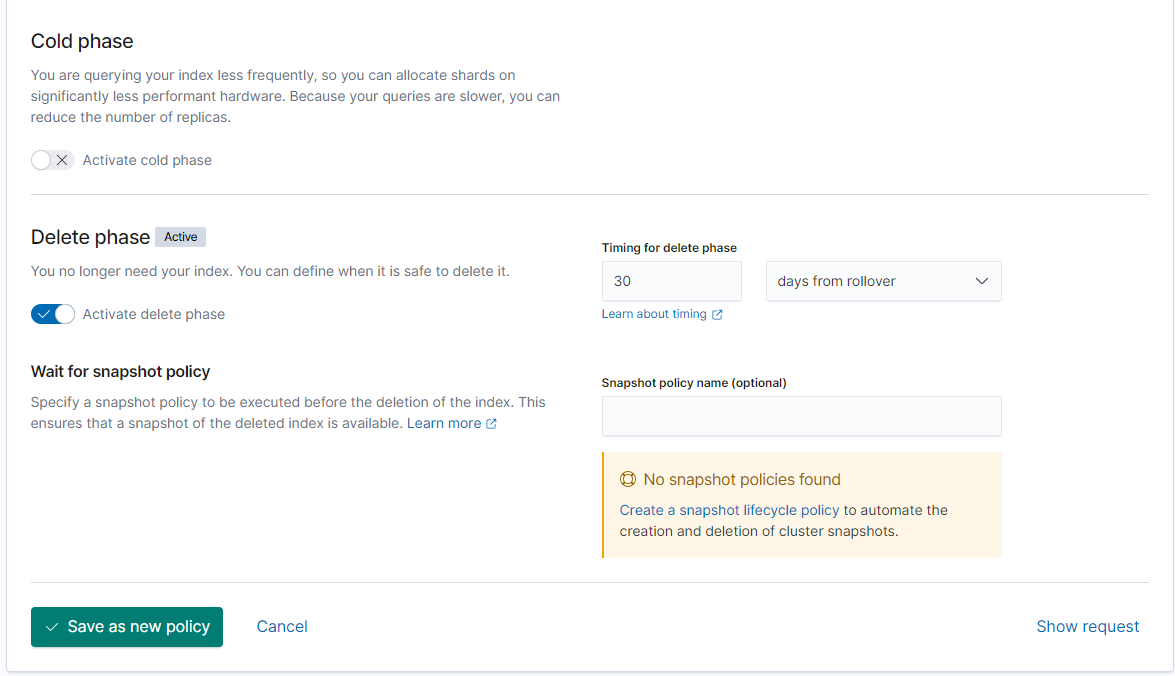 Cold phase
You are querying your index less frequently, so you can allocate shards on
significantly less performant hardware. Because your queries are slower, you can
reduce the number of replicas.
Activate cold phase
Delete phase Active
You no longer need your index. You can define when it is safe to delete it.
Activate delete phase
Timing for delete phase
30
days from rollover
Learn about timing
Wait for snapshot policy
Specify a snapshot policy to be executed before the deletion of the index. This
ensures that a snapshot of the deleted index is available. Learn more
Snapshot policy name (optional)
No snapshot policies found
Create a snapshot lifecycle policy to automate the
creation and deletion of cluster snapshots.
Save as new policy
Cancel
Show request